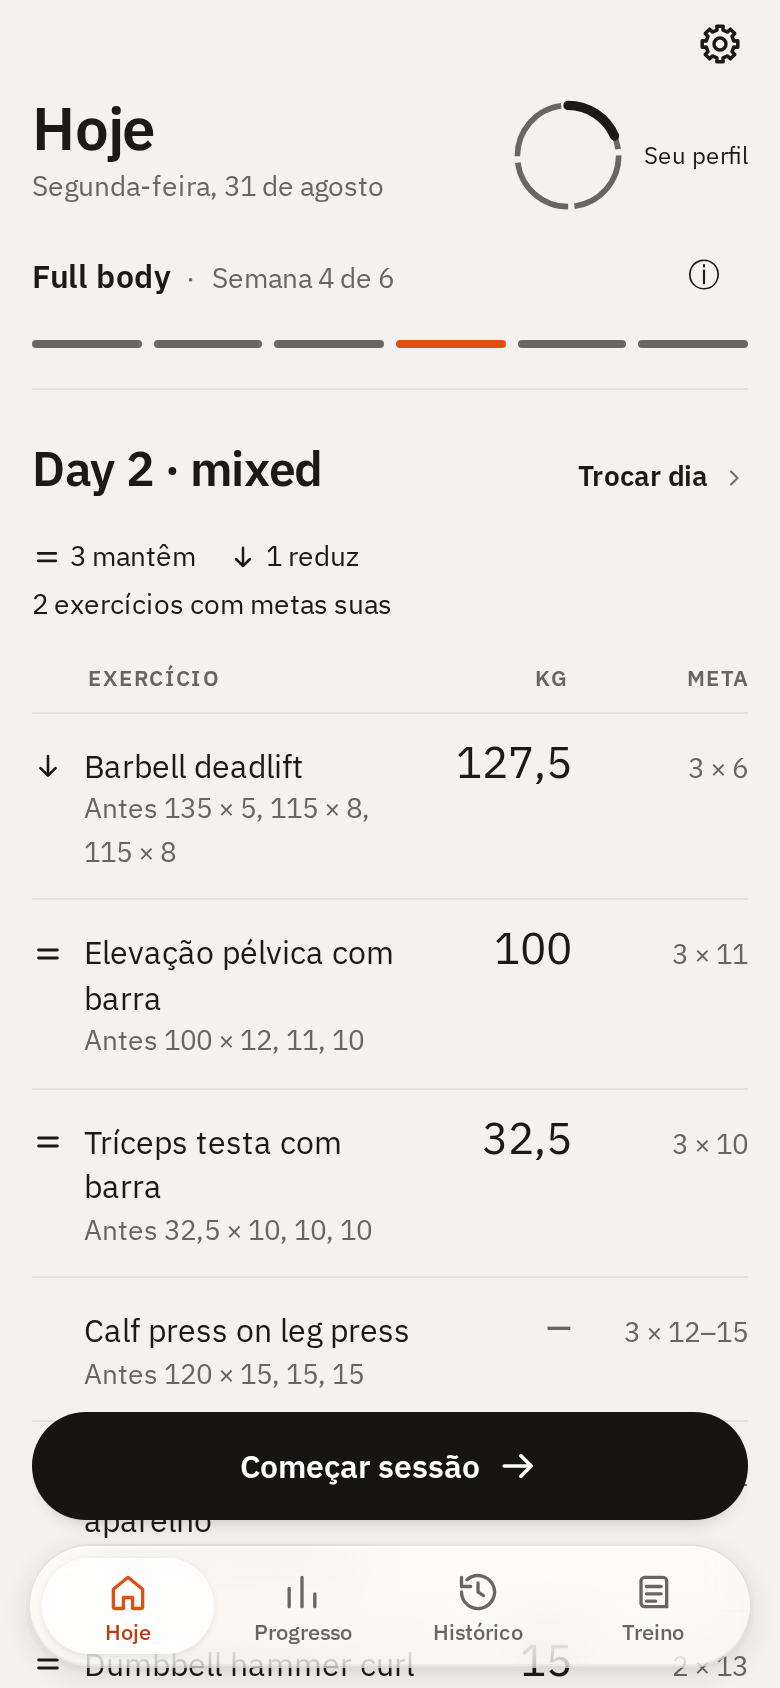 Hoje
Segunda-feira, 31 de agosto
Seu perfil
Full body · Semana 4 de 6
Day 2 · mixed
Trocar dia
= 3 mantêm ↓ 1 reduz
2 exercícios com metas suas
EXERCÍCIO KG META
↓ Barbell deadlift 127,5 3 × 6
Antes 135 × 5, 115 × 8,
115 × 8
= Elevação pélvica com 100 3 × 11
barra
Antes 100 × 12, 11, 10
= Tríceps testa com 32,5 3 × 10
barra
Antes 32,5 × 10, 10, 10
Calf press on leg press – 3 × 12–15
Antes 120 × 15, 15, 15
Começar sessão →
aparelho
Hoje Progresso Histórico Treino
= Dumbbell hammer curl 15 2 × 13